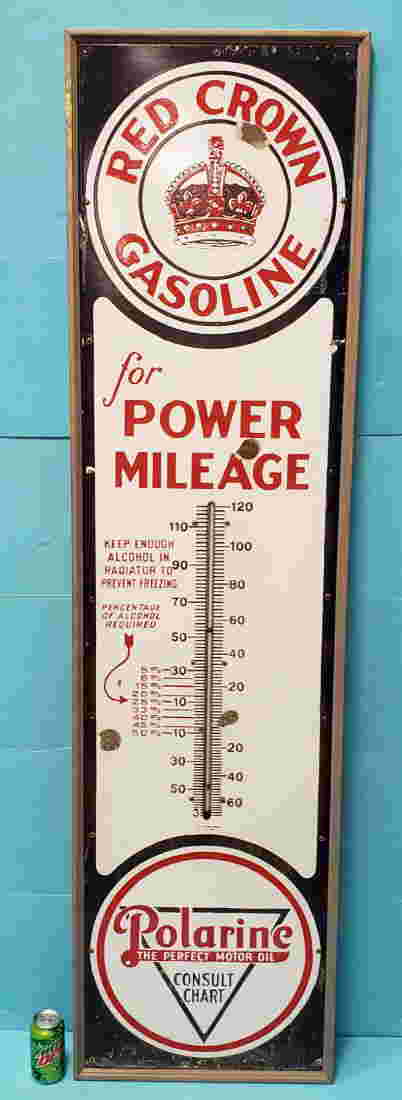 RED CROWN
GASOLINE
for
POWER
MILEAGE
120
110
100
KEEP ENOUGH
ALCOHOL IN
RADIATOR TO
PREVENT FREEZING
90
80
70
60
PERCENTAGE
OF ALCOHOL
REQUIRED
50
40
30
20
10
10
20
30
40
50
60
Polarine
THE PERFECT MOTOR OIL
CONSULT
CHART